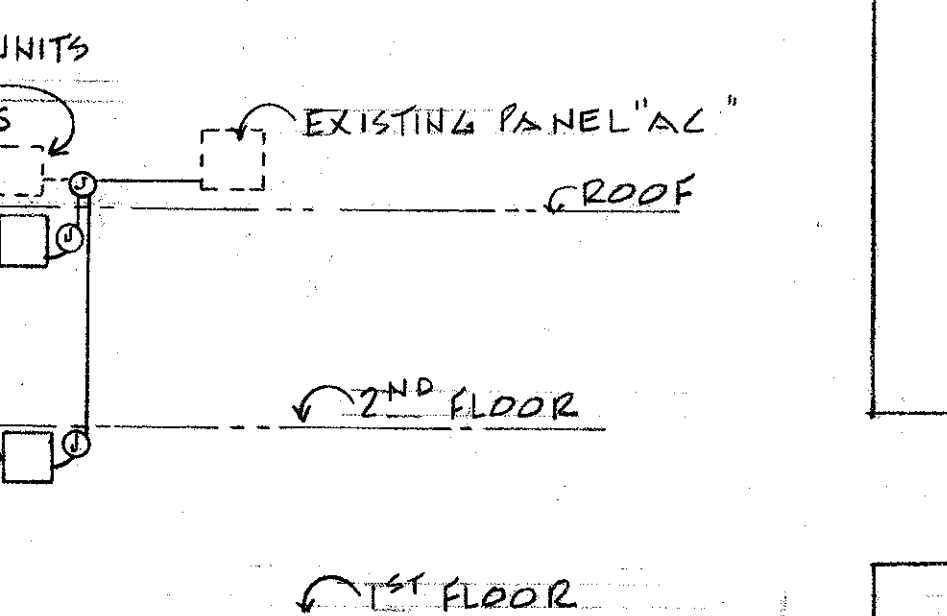 UNITS
S
EXISTING PANEL "AC"
J
ROOF
J
2ND FLOOR
J
1ST FLOOR